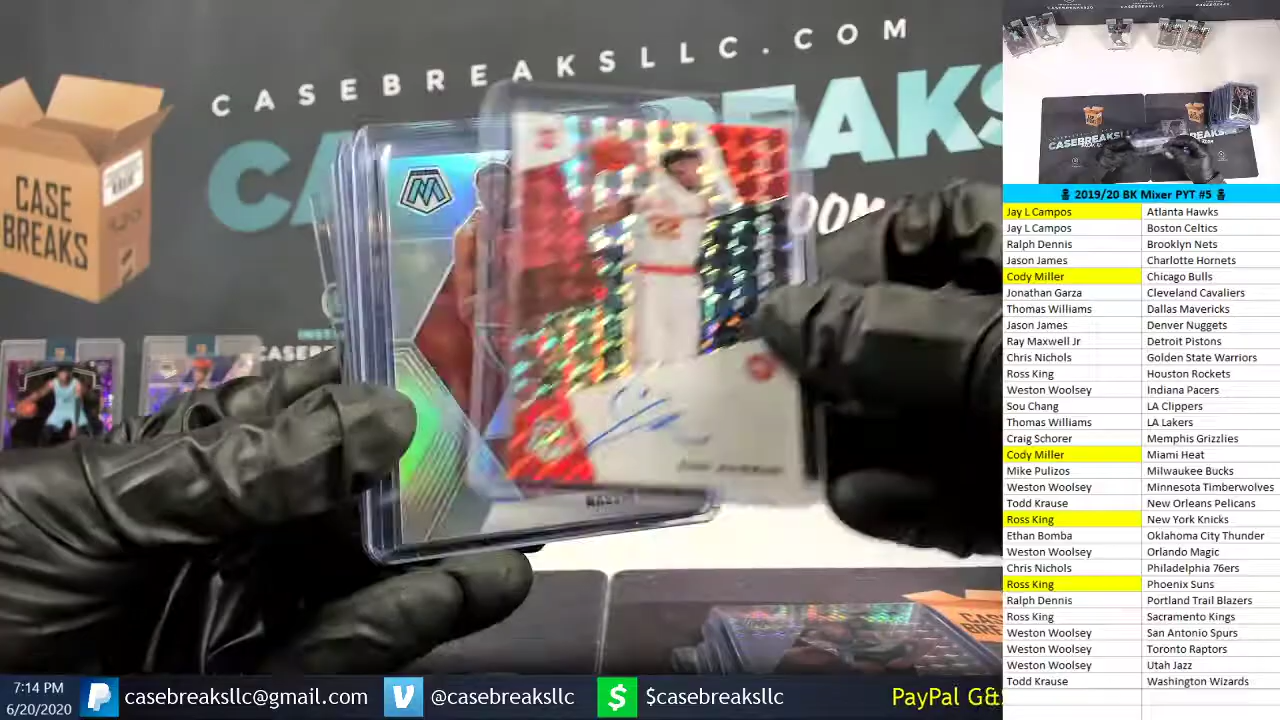 CASEBREAKSLLC.COM
CASE
BREAKS
2019/20 BK Mixer PYT #5
Jay L Campos Atlanta Hawks
Jay L Campos Boston Celtics
Ralph Dennis Brooklyn Nets
Jason James Charlotte Hornets
Cody Miller Chicago Bulls
Jonathan Garza Cleveland Cavaliers
Thomas Williams Dallas Mavericks
Jason James Denver Nuggets
Ray Maxwell Jr Detroit Pistons
Chris Nichols Golden State Warriors
Ross King Houston Rockets
Weston Woolsey Indiana Pacers
Sou Chang LA Clippers
Thomas Williams LA Lakers
Craig Schorer Memphis Grizzlies
Cody Miller Miami Heat
Mike Pulizos Milwaukee Bucks
Weston Woolsey Minnesota Timberwolves
Todd Krause New Orleans Pelicans
Ross King New York Knicks
Ethan Bomba Oklahoma City Thunder
Weston Woolsey Orlando Magic
Chris Nichols Philadelphia 76ers
Ross King Phoenix Suns
Ralph Dennis Portland Trail Blazers
Ross King Sacramento Kings
Weston Woolsey San Antonio Spurs
Weston Woolsey Toronto Raptors
Weston Woolsey Utah Jazz
Todd Krause Washington Wizards
7:14 PM
6/20/2020
casebreaksllc@gmail.com
@casebreaksllc
$casebreaksllc
PayPal G&